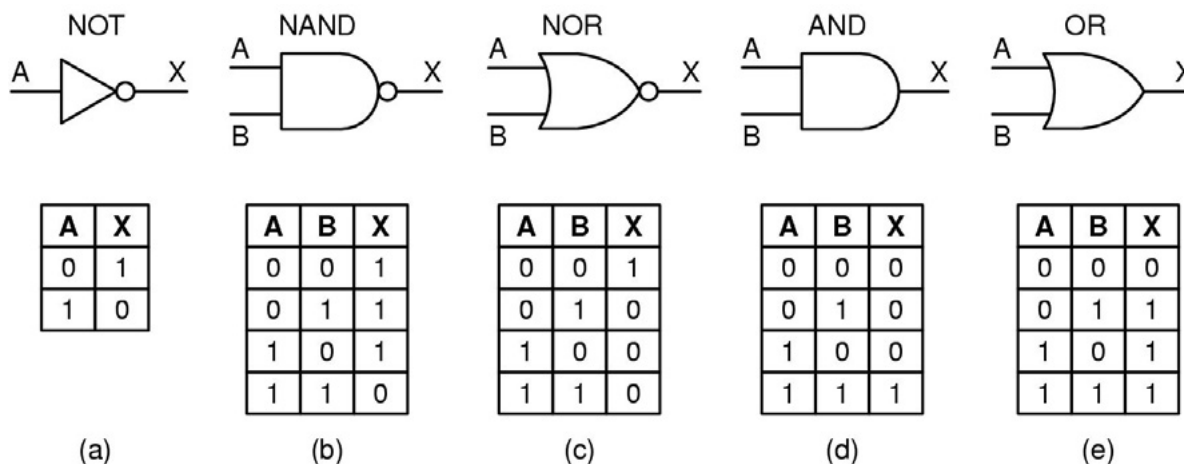 NOT NAND NOR AND OR
A X A X A X A X A X
B B B B
A X A B X A B X A B X A B X
0 1 0 0 1 0 0 1 0 0 0 0 0 0
1 0 0 1 1 0 1 0 0 1 0 0 1 1
1 0 1 1 0 0 1 0 0 1 0 1
1 1 0 1 1 0 1 1 1 1 1 1
(a) (b) (c) (d) (e)